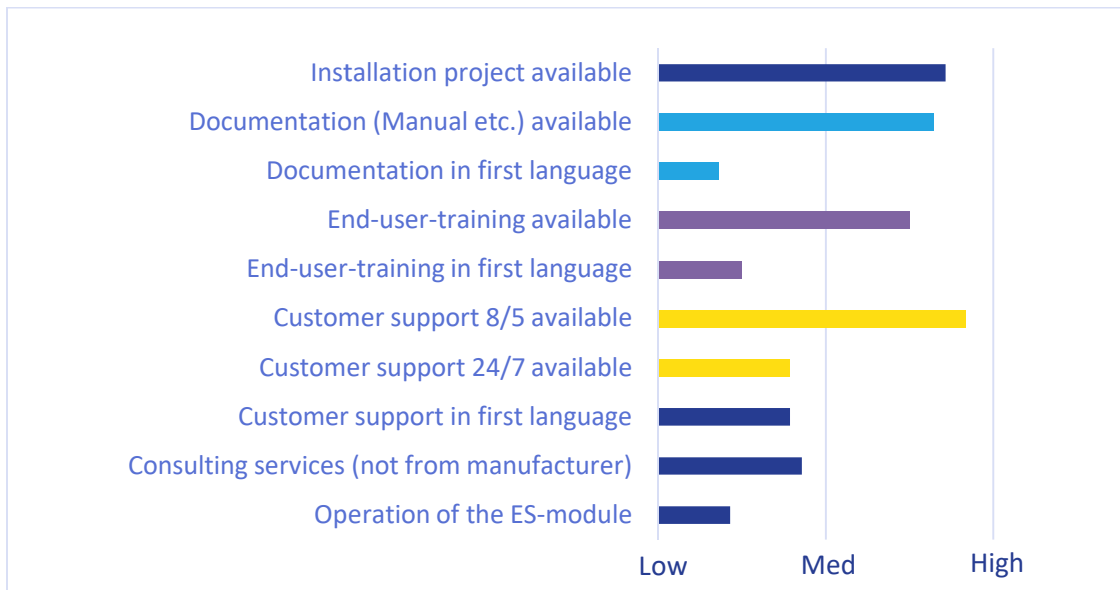 Installation project available
Documentation (Manual etc.) available
Documentation in first language
End-user-training available
End-user-training in first language
Customer support 8/5 available
Customer support 24/7 available
Customer support in first language
Consulting services (not from manufacturer)
Operation of the ES-module
Low Med High